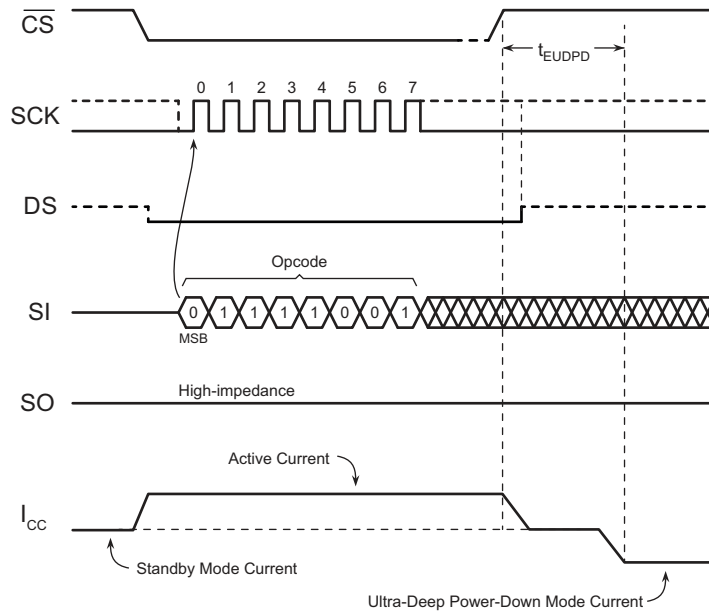 CS
tEUDPD
0 1 2 3 4 5 6 7
SCK
DS
Opcode
SI
0 1 1 1 1 0 0 1
MSB
High-impedance
SO
Active Current
ICC
Standby Mode Current
Ultra-Deep Power-Down Mode Current